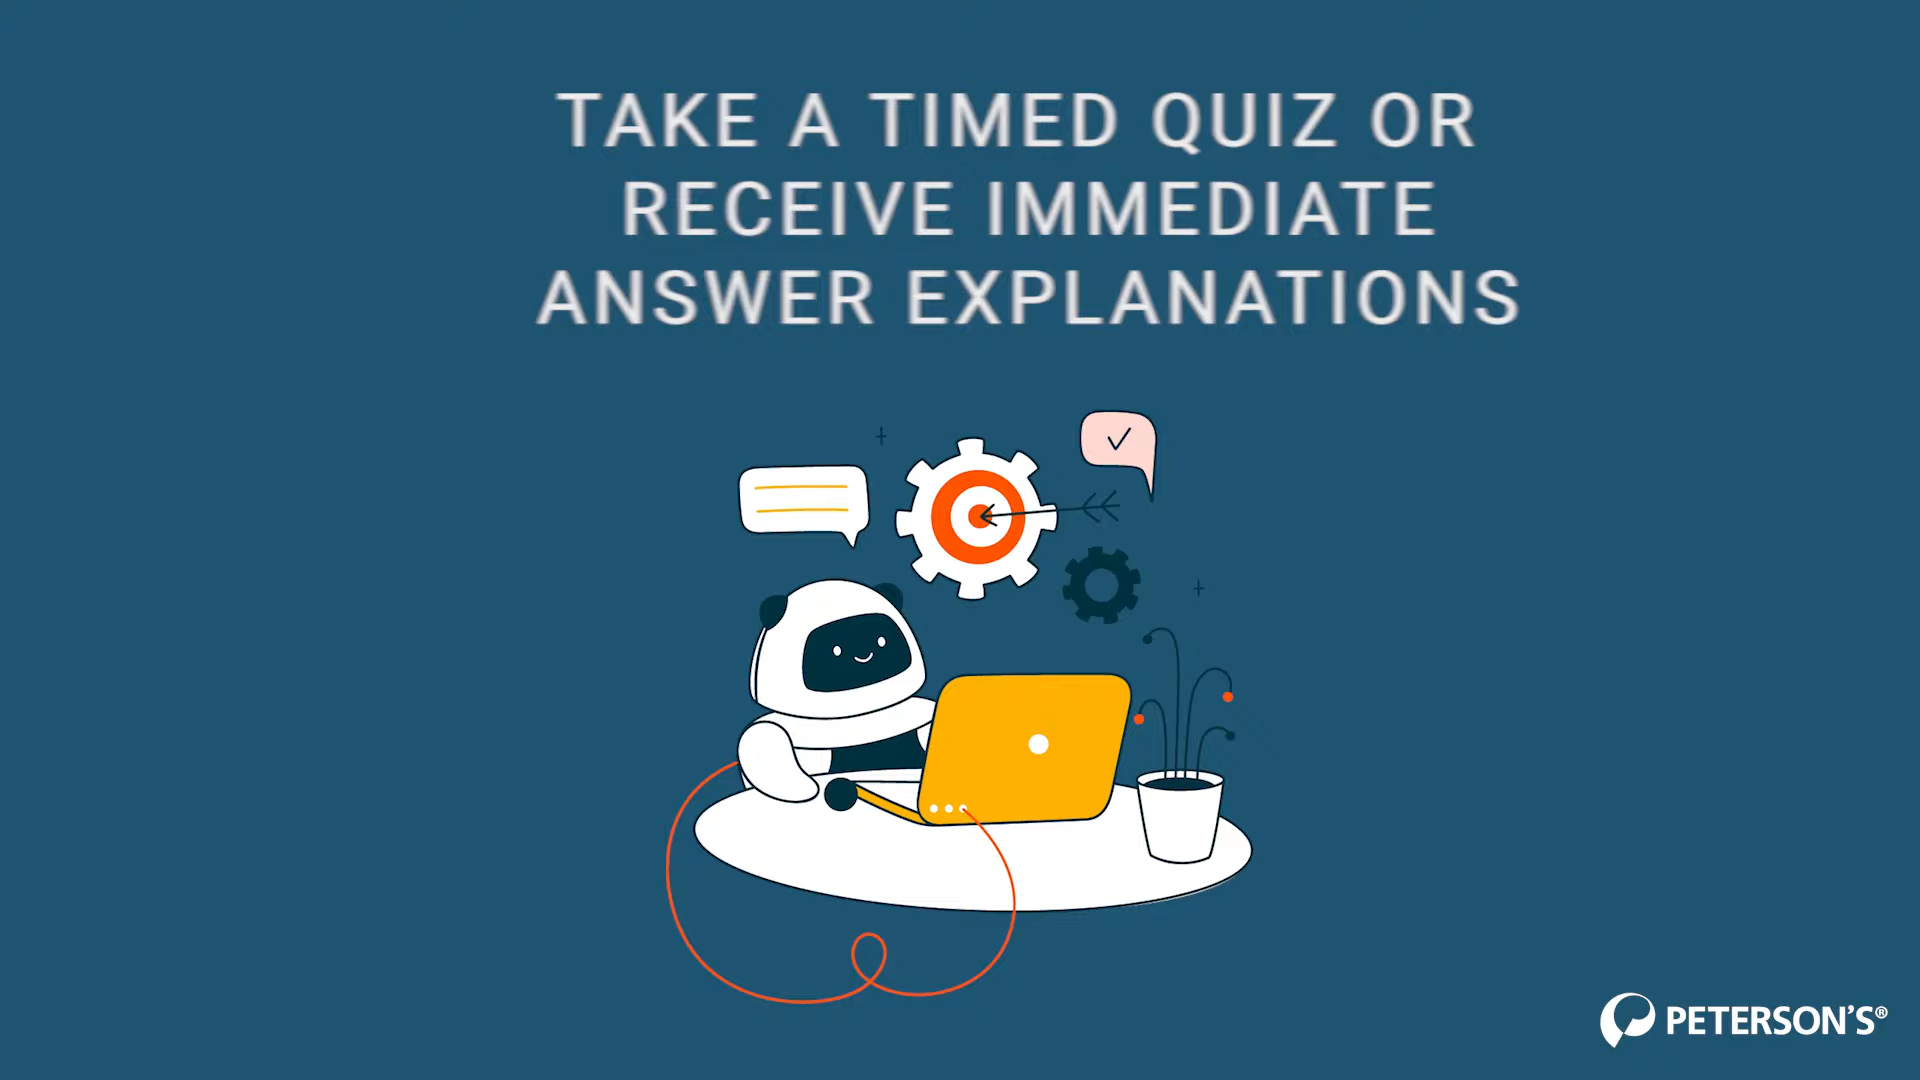 TAKE A TIMED QUIZ OR
RECEIVE IMMEDIATE
ANSWER EXPLANATIONS
PETERSON'S®